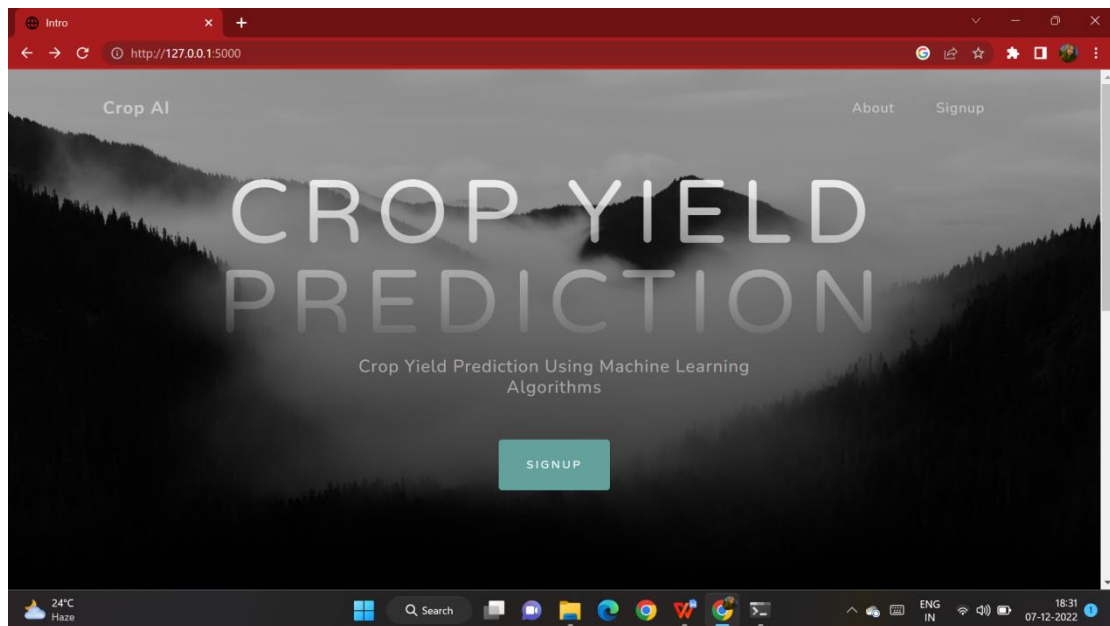 Intro
http://127.0.0.1:5000
Crop AI
About Signup
CROP YIELD
PREDICTION
Crop Yield Prediction Using Machine Learning
Algorithms
SIGNUP
24°C
Haze
Search
ENG
IN
18:31
07-12-2022
1